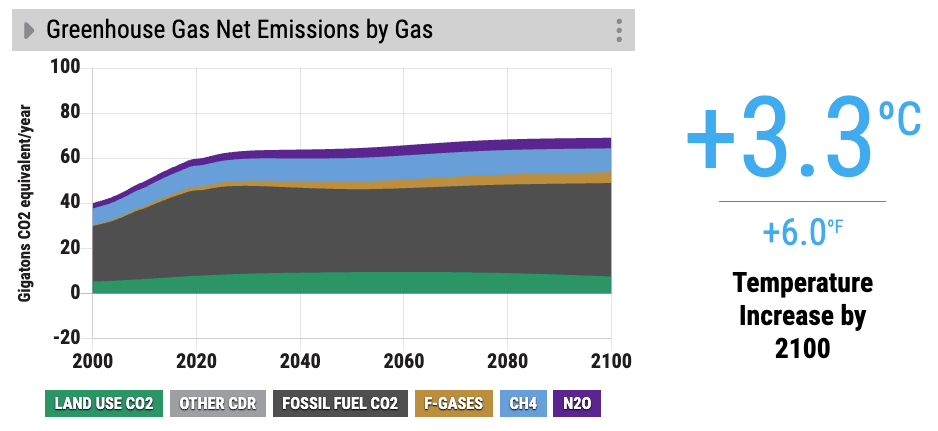 Greenhouse Gas Net Emissions by Gas
Gigatons CO2 equivalent/year
100
80
60
40
20
0
-20
2000 2020 2040 2060 2080 2100
LAND USE CO2 OTHER CDR FOSSIL FUEL CO2 F-GASES CH4 N2O
+3.3ºC
+6.0ºF
Temperature
Increase by
2100